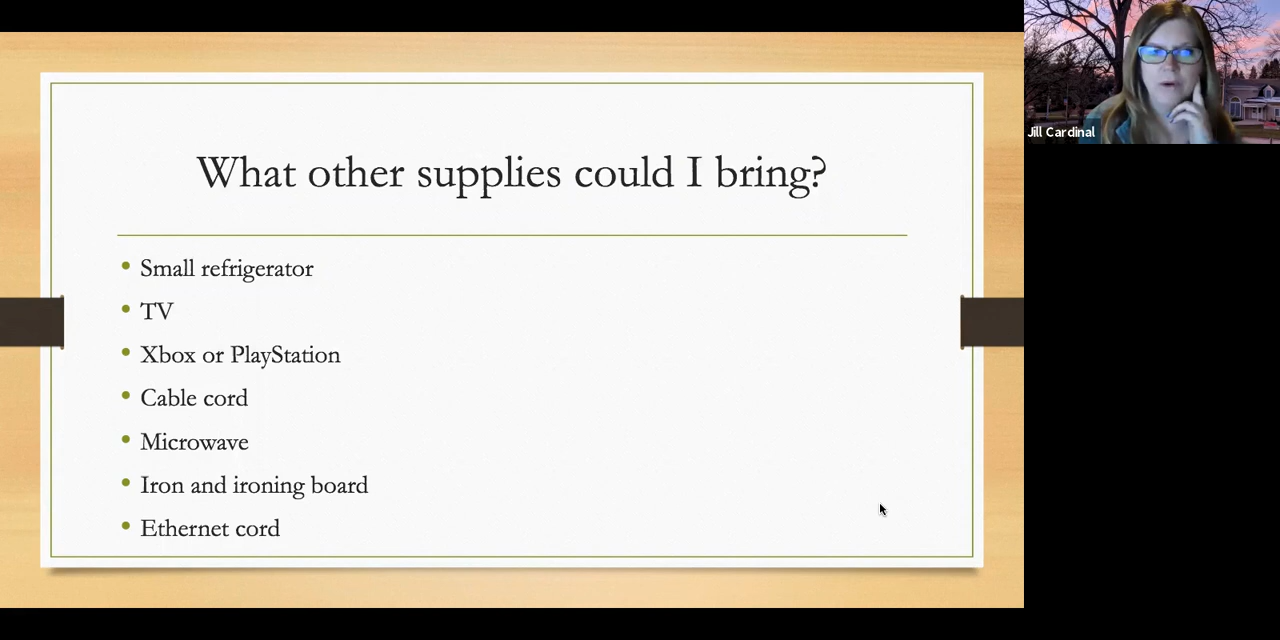 What other supplies could I bring?
Small refrigerator
TV
Xbox or PlayStation
Cable cord
Microwave
Iron and ironing board
Ethernet cord
Jill Cardinal